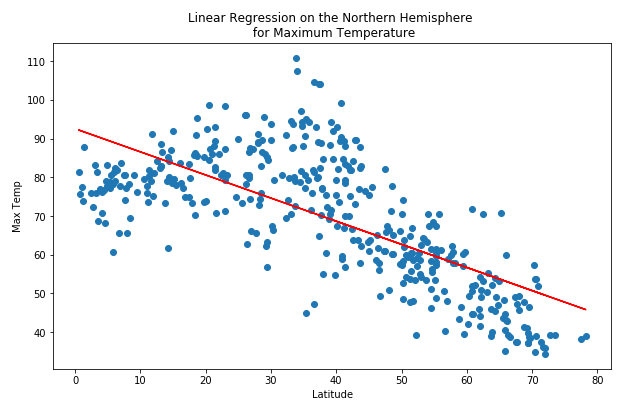 Linear Regression on the Northern Hemisphere
for Maximum Temperature
110
100
90
80
70
60
50
40
Max Temp
0 10 20 30 40 50 60 70 80
Latitude